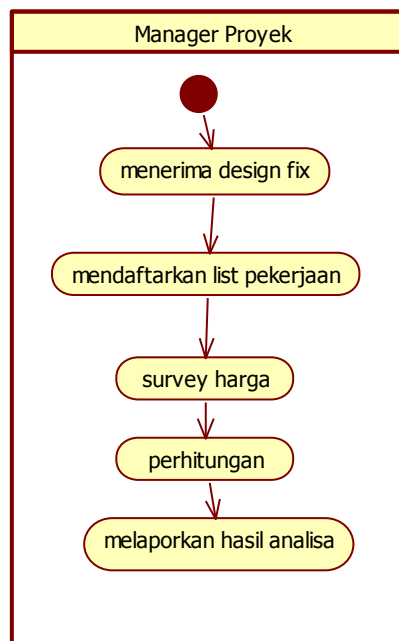 Manager Proyek
menerima design fix
mendaftarkan list pekerjaan
survey harga
perhitungan
melaporkan hasil analisa